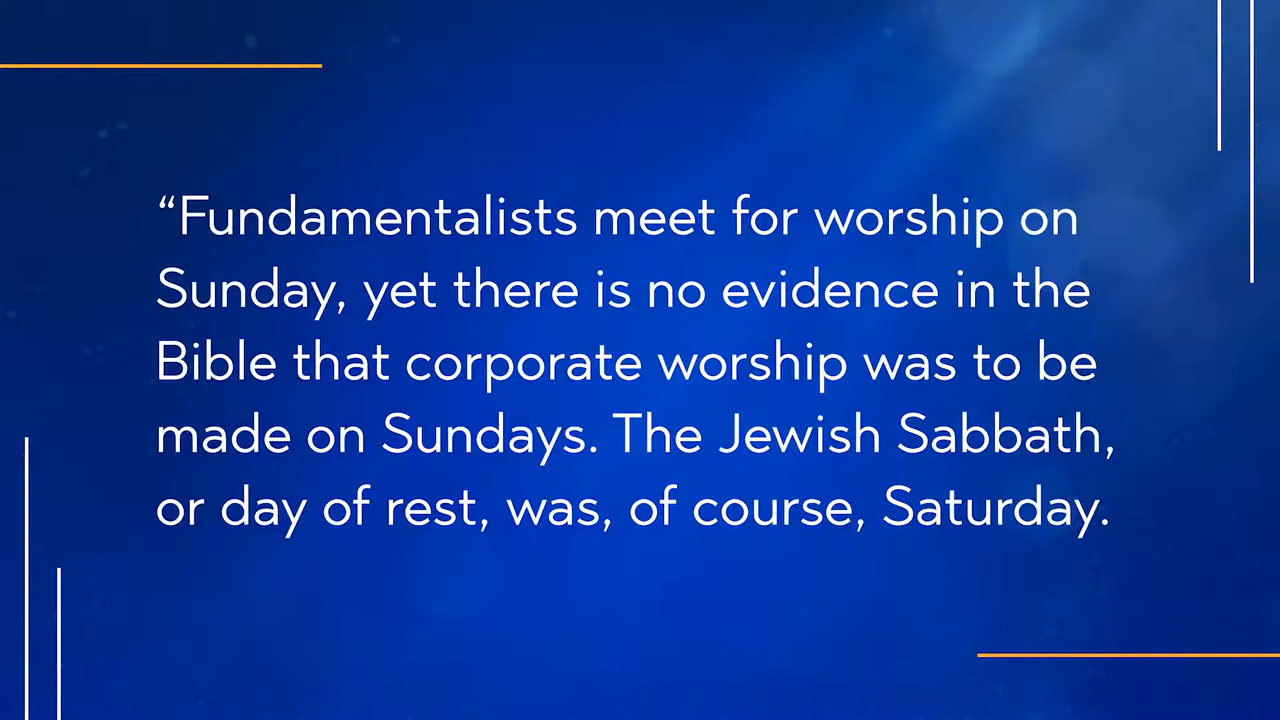 “Fundamentalists meet for worship on
Sunday, yet there is no evidence in the
Bible that corporate worship was to be
made on Sundays. The Jewish Sabbath,
or day of rest, was, of course, Saturday.